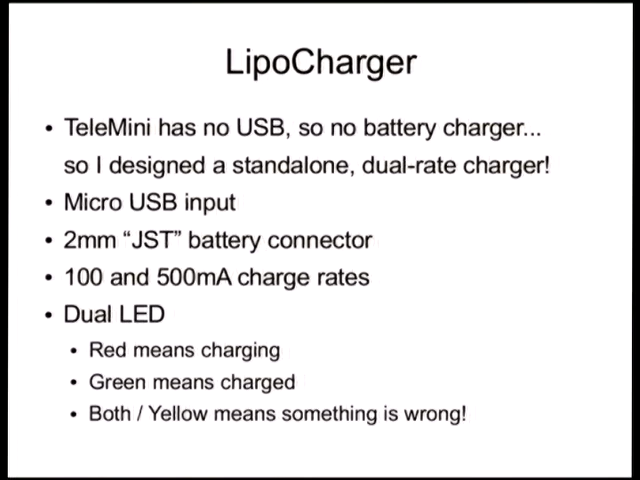 LipoCharger
• TeleMini has no USB, so no battery charger...
so I designed a standalone, dual-rate charger!
• Micro USB input
• 2mm “JST” battery connector
• 100 and 500mA charge rates
• Dual LED
• Red means charging
• Green means charged
• Both / Yellow means something is wrong!